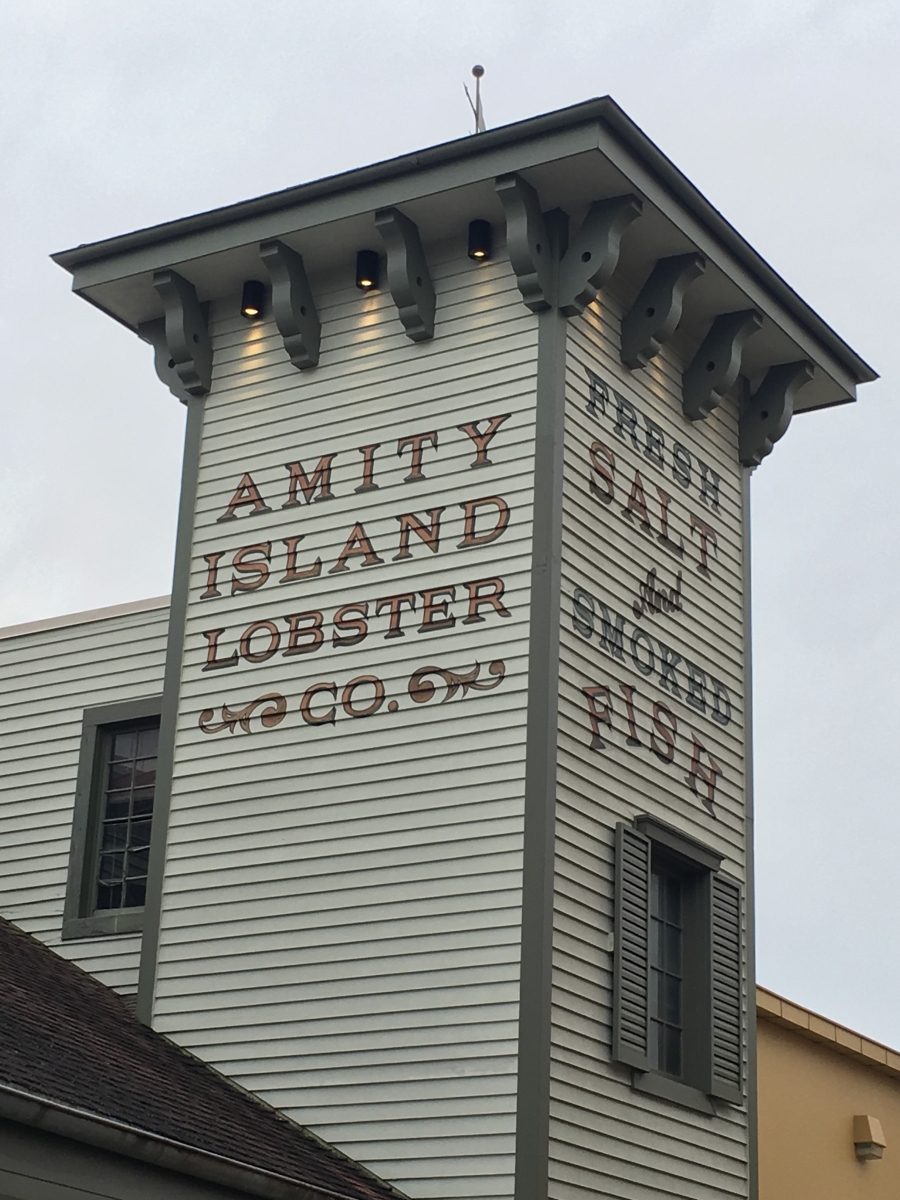 AMITY
ISLAND
LOBSTER
CO.
FRESH
SALT
And
SMOKED
FISH